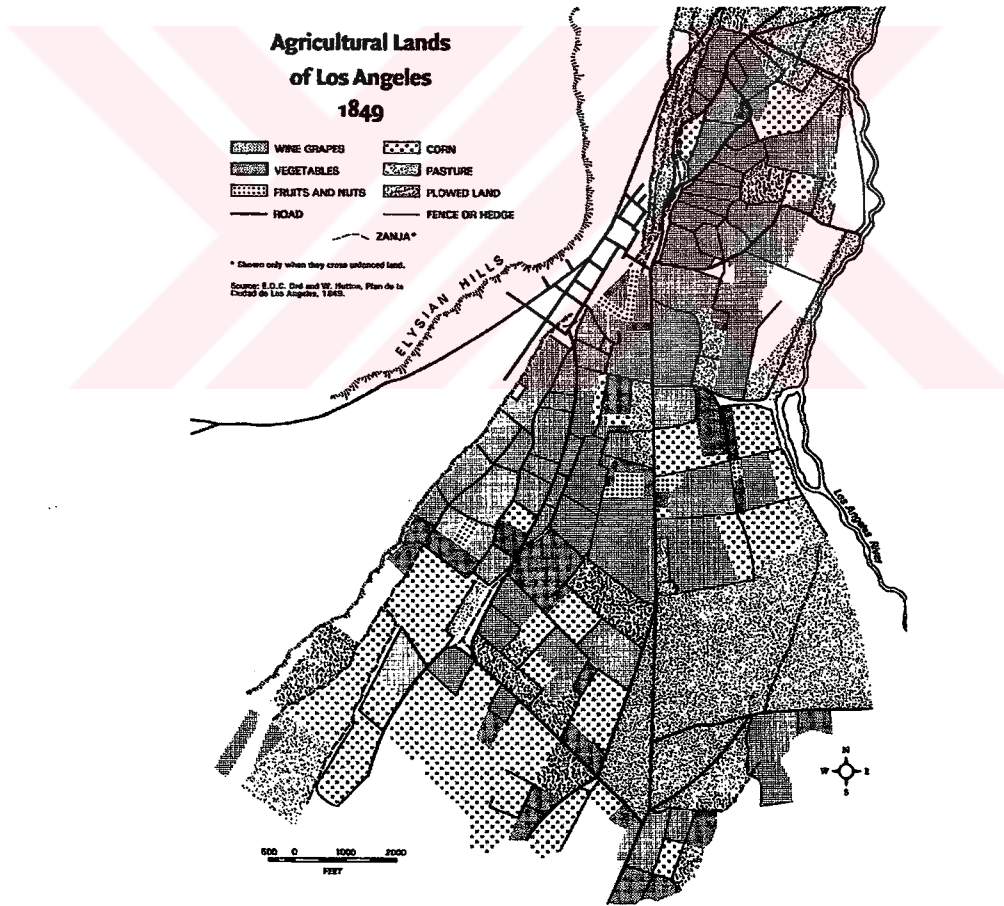 Agricultural Lands
of Los Angeles
1849
WINE GRAPES
CORN
VEGETABLES
PASTURE
FRUITS AND NUTS
PLOWED LAND
ROAD
FENCE OR HEDGE
ZANJA*
* Shown only when they cross unfenced land.
Source: E.O.C. Ord and W. Hutton, Plan de la
Ciudad de Los Angeles, 1849.
ELYSIAN HILLS
Los Angeles River
N
W E
S
500 0 1000 2000
FEET